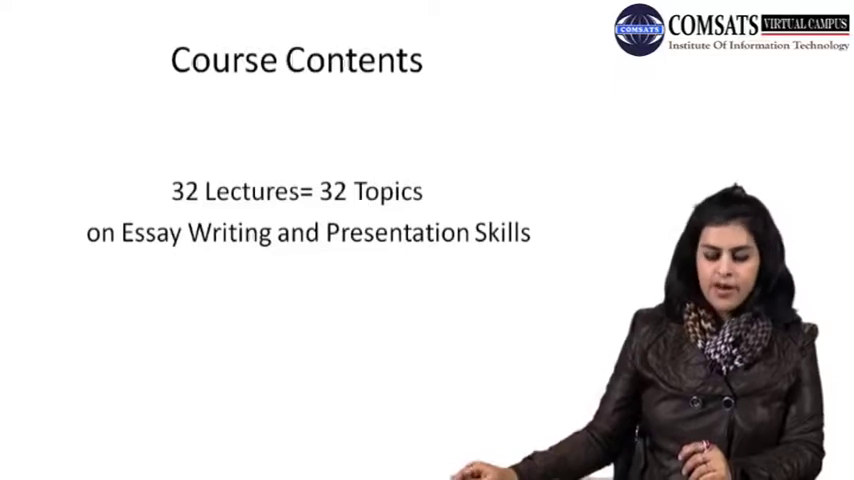 COMSATS VIRTUAL CAMPUS
COMSATS
Institute Of Information Technology
Course Contents
32 Lectures= 32 Topics
on Essay Writing and Presentation Skills